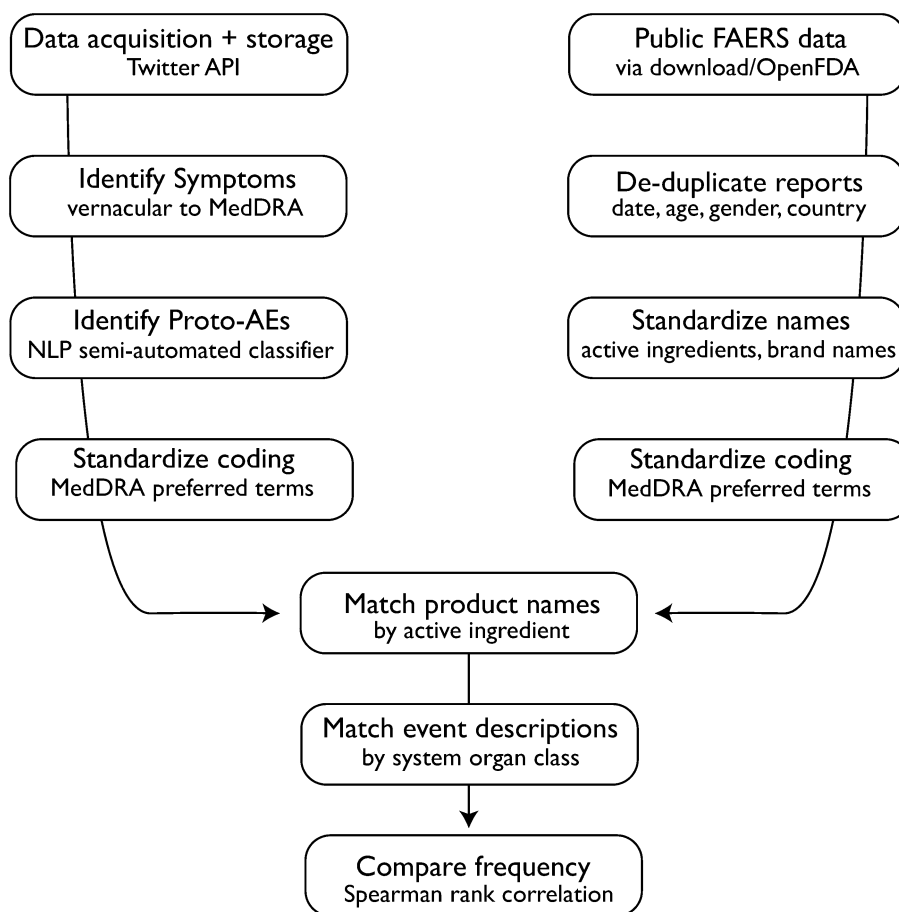 Data acquisition + storage
Twitter API
Identify Symptoms
vernacular to MedDRA
Identify Proto-AEs
NLP semi-automated classifier
Standardize coding
MedDRA preferred terms
Public FAERS data
via download/OpenFDA
De-duplicate reports
date, age, gender, country
Standardize names
active ingredients, brand names
Standardize coding
MedDRA preferred terms
Match product names
by active ingredient
Match event descriptions
by system organ class
Compare frequency
Spearman rank correlation